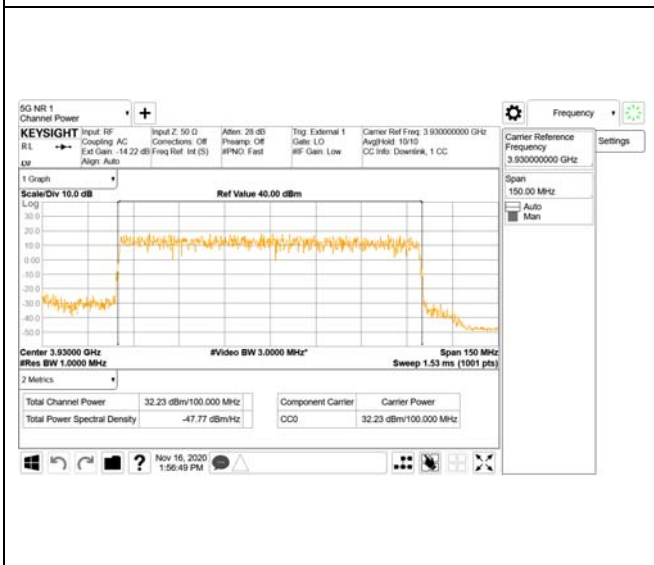 5G NR 1
Channel Power
Frequency
KEYSIGHT
RL
Input: RF
Coupling: AC
Ext Gain: -14.22 dB
Align: Auto
Input Z: 50 Ω
Corrections: Off
Freq Ref: Int (S)
Atten: 28 dB
Preamp: Off
#PNO: Fast
Trig: External 1
Gate: LO
#IF Gain: Low
Carrier Ref Freq: 3.930000000 GHz
Avg|Hold: 10/10
CC Info: Downlink, 1 CC
Carrier Reference
Frequency
3.930000000 GHz
Settings
Span
150.00 MHz
Auto
Man
1 Graph
Scale/Div 10.0 dB
Ref Value 40.00 dBm
Log
30.0
20.0
10.0
0.00
-10.0
-20.0
-30.0
-40.0
-50.0
Center 3.93000 GHz
#Video BW 3.0000 MHz*
Span 150 MHz
#Res BW 1.0000 MHz
Sweep 1.53 ms (1001 pts)
2 Metrics
Total Channel Power 32.23 dBm/100.000 MHz
Total Power Spectral Density -47.77 dBm/Hz
Component Carrier Carrier Power
CC0 32.23 dBm/100.000 MHz
Nov 16, 2020
1:56:49 PM